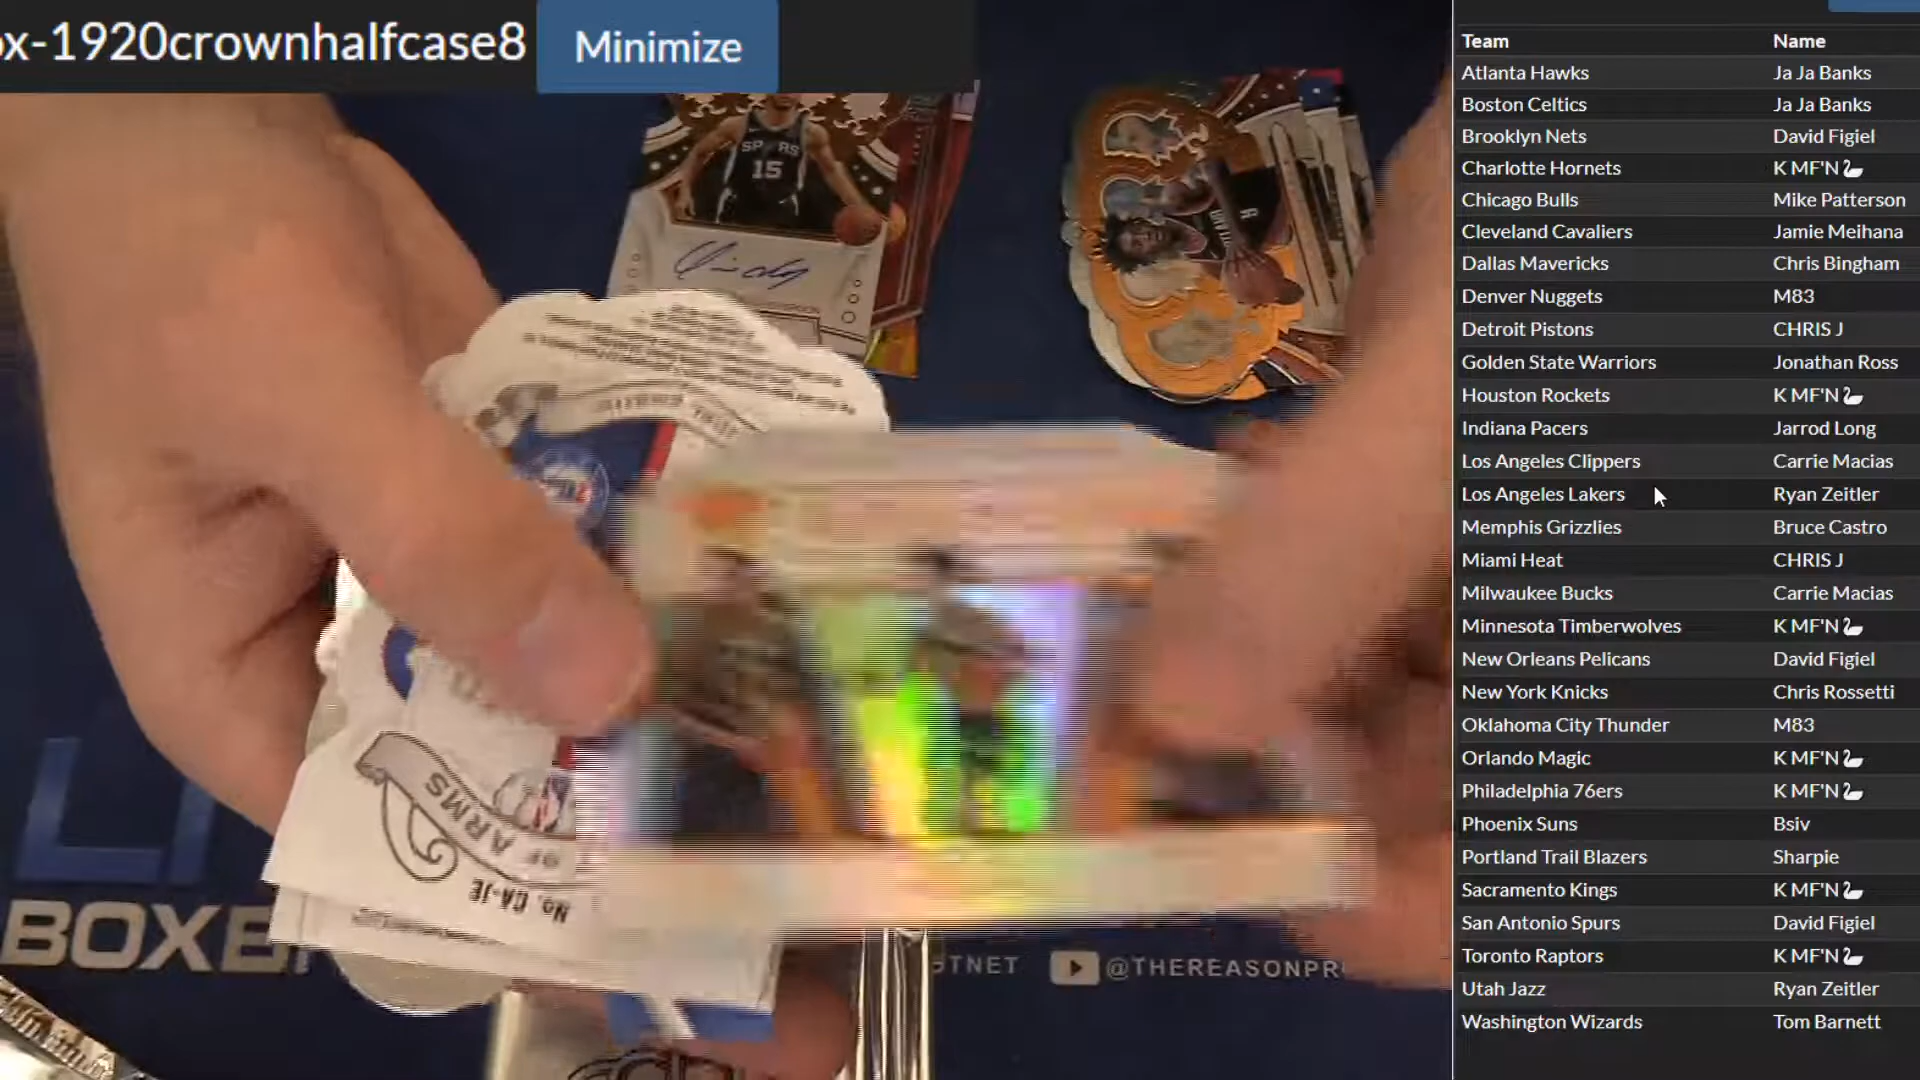 ox-1920crownhalfcase8
Minimize
Team Name
Atlanta Hawks Ja Ja Banks
Boston Celtics Ja Ja Banks
Brooklyn Nets David Figiel
Charlotte Hornets K MF'N🦢
Chicago Bulls Mike Patterson
Cleveland Cavaliers Jamie Meihana
Dallas Mavericks Chris Bingham
Denver Nuggets M83
Detroit Pistons CHRIS J
Golden State Warriors Jonathan Ross
Houston Rockets K MF'N🦢
Indiana Pacers Jarrod Long
Los Angeles Clippers Carrie Macias
Los Angeles Lakers Ryan Zeitler
Memphis Grizzlies Bruce Castro
Miami Heat CHRIS J
Milwaukee Bucks Carrie Macias
Minnesota Timberwolves K MF'N🦢
New Orleans Pelicans David Figiel
New York Knicks Chris Rossetti
Oklahoma City Thunder M83
Orlando Magic K MF'N🦢
Philadelphia 76ers K MF'N🦢
Phoenix Suns Bsiv
Portland Trail Blazers Sharpie
Sacramento Kings K MF'N🦢
San Antonio Spurs David Figiel
Toronto Raptors K MF'N🦢
Utah Jazz Ryan Zeitler
Washington Wizards Tom Barnett
SPURS
15
OF ARMS
No. CA-JE
BOXB
TNET
@THEREASONPR